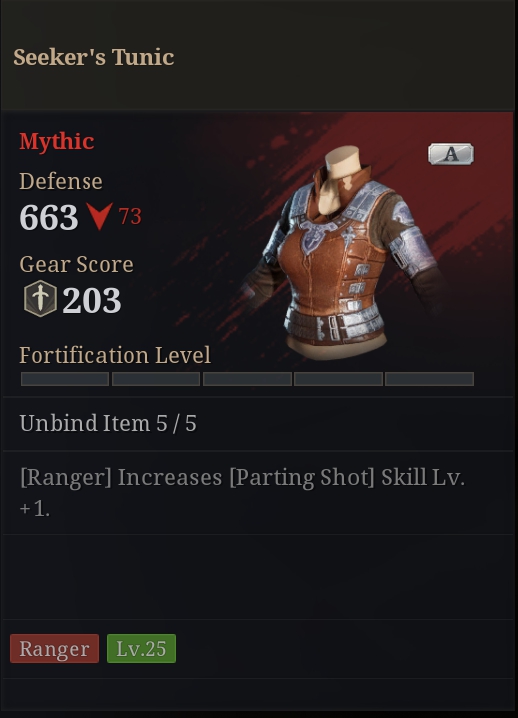 Seeker's Tunic
Mythic
A
Defense
663 73
Gear Score
203
Fortification Level
Unbind Item 5 / 5
[Ranger] Increases [Parting Shot] Skill Lv.
+1.
Ranger Lv.25